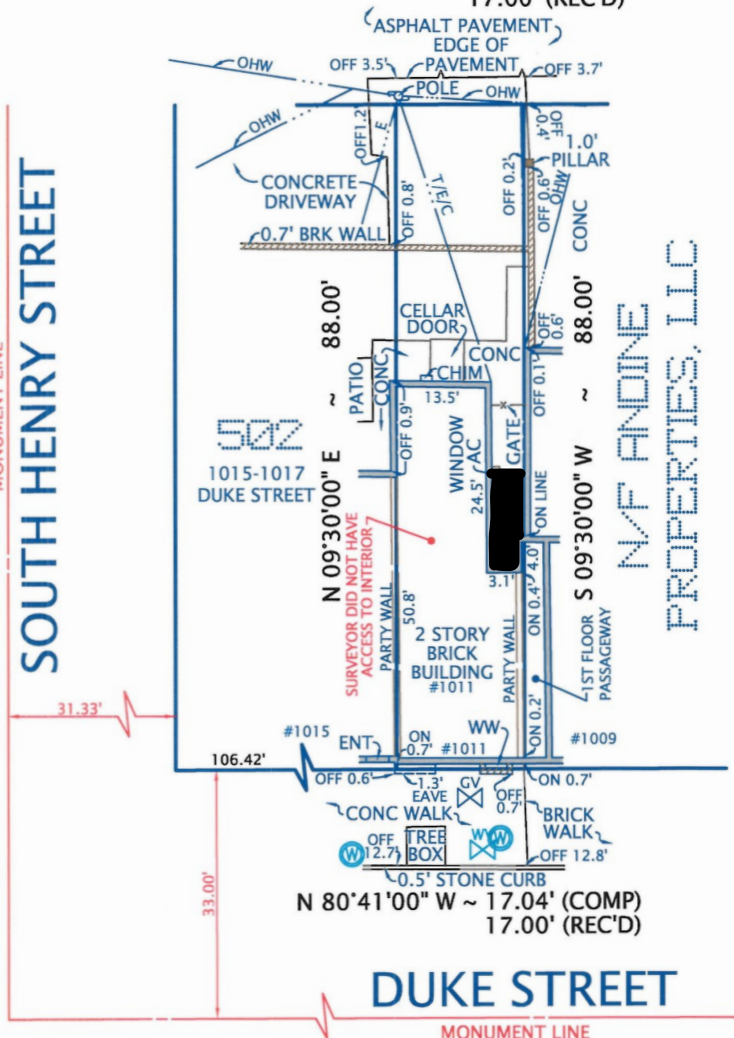 17.00' (REC'D)
ASPHALT PAVEMENT
EDGE OF
PAVEMENT
OFF 3.5'
OFF 3.7'
OHW
POLE
OHW
OHW
OFF 1.2'
E
OFF 0.4'
1.0'
PILLAR
OFF 0.2'
OFF 0.6'
OHW
CONC
T/E/C
CONCRETE
DRIVEWAY
OFF 0.8'
0.7' BRK WALL
SOUTH HENRY STREET
MONUMENT LINE
N 09°30'00" E ~ 88.00'
S 09°30'00" W ~ 88.00'
N/F ANDINE
PROPERTIES, LLC
CELLAR
DOOR
OFF 0.6'
CONC
CONC
PATIO
CHIM
13.5'
OFF 0.1'
OFF 0.9'
WINDOW
AC
GATE
24.5'
ON LINE
502
1015-1017
DUKE STREET
SURVEYOR DID NOT HAVE
ACCESS TO INTERIOR
4.0'
3.1'
ON 0.4'
PARTY WALL
50.8'
2 STORY
BRICK
BUILDING
#1011
PARTY WALL
1ST FLOOR
PASSAGEWAY
ON 0.2'
31.33'
#1015
ENT
ON
0.7'
#1011
WW
#1009
106.42'
OFF 0.6'
1.3'
EAVE
GV
OFF
0.7'
ON 0.7'
CONC WALK
BRICK
WALK
W
OFF
12.7'
TREE
BOX
WV
W
OFF 12.8'
0.5' STONE CURB
33.00'
N 80°41'00" W ~ 17.04' (COMP)
17.00' (REC'D)
DUKE STREET
MONUMENT LINE